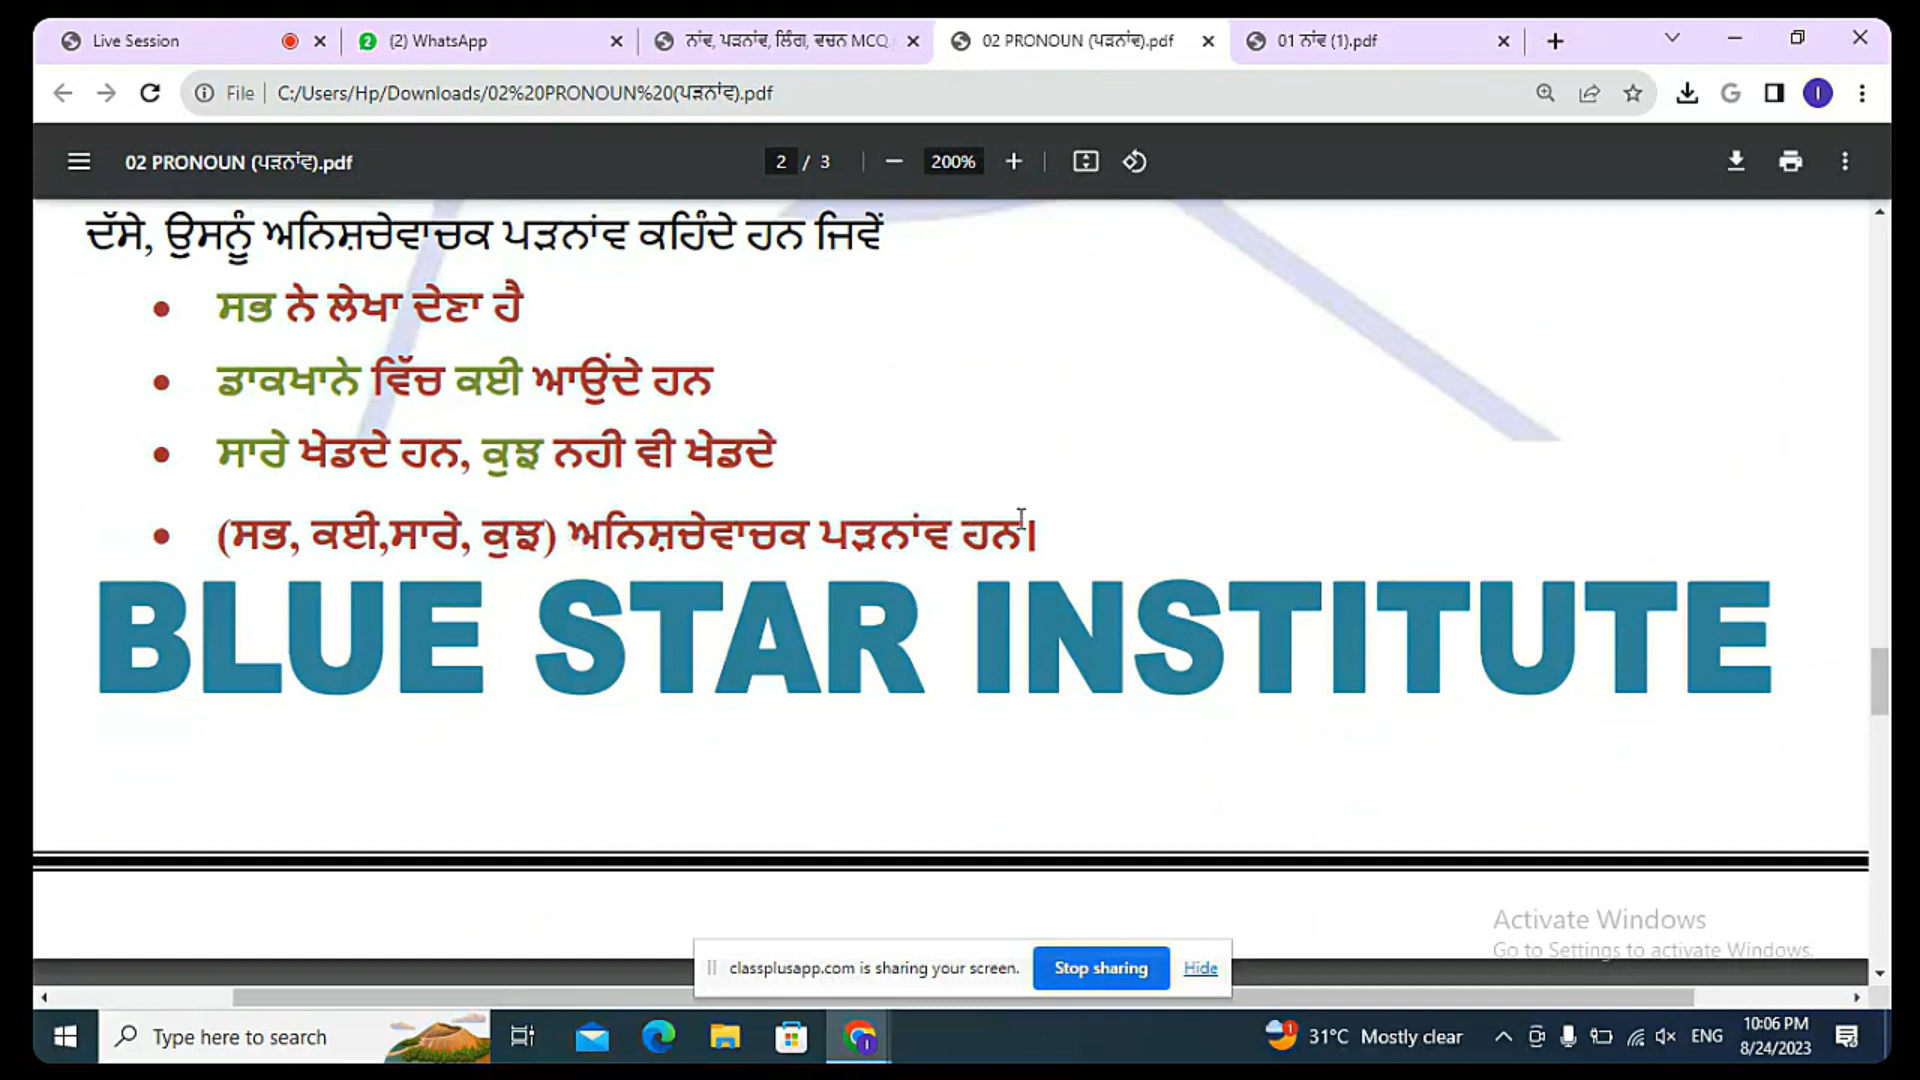 Live Session
(2) WhatsApp
ਨਾਂਵ, ਪੜਨਾਂਵ, ਲਿੰਗ, ਵਚਨ MCQ
02 PRONOUN (ਪੜਨਾਂਵ).pdf
01 ਨਾਂਵ (1).pdf
File
C:/Users/Hp/Downloads/02%20PRONOUN%20(ਪੜਨਾਂਵ).pdf
02 PRONOUN (ਪੜਨਾਂਵ).pdf
2 / 3
200%
ਦੱਸੇ, ਉਸਨੂੰ ਅਨਿਸ਼ਚੇਵਾਚਕ ਪੜਨਾਂਵ ਕਹਿੰਦੇ ਹਨ ਜਿਵੇਂ
• ਸਭ ਨੇ ਲੇਖਾ ਦੇਣਾ ਹੈ
• ਡਾਕਖਾਨੇ ਵਿੱਚ ਕਈ ਆਉਂਦੇ ਹਨ
• ਸਾਰੇ ਖੇਡਦੇ ਹਨ, ਕੁਝ ਨਹੀ ਵੀ ਖੇਡਦੇ
• (ਸਭ, ਕਈ,ਸਾਰੇ, ਕੁਝ) ਅਨਿਸ਼ਚੇਵਾਚਕ ਪੜਨਾਂਵ ਹਨ।
BLUE STAR INSTITUTE
Activate Windows
Go to Settings to activate Windows.
classplusapp.com is sharing your screen.
Stop sharing
Hide
Type here to search
31°C Mostly clear
ENG
10:06 PM
8/24/2023